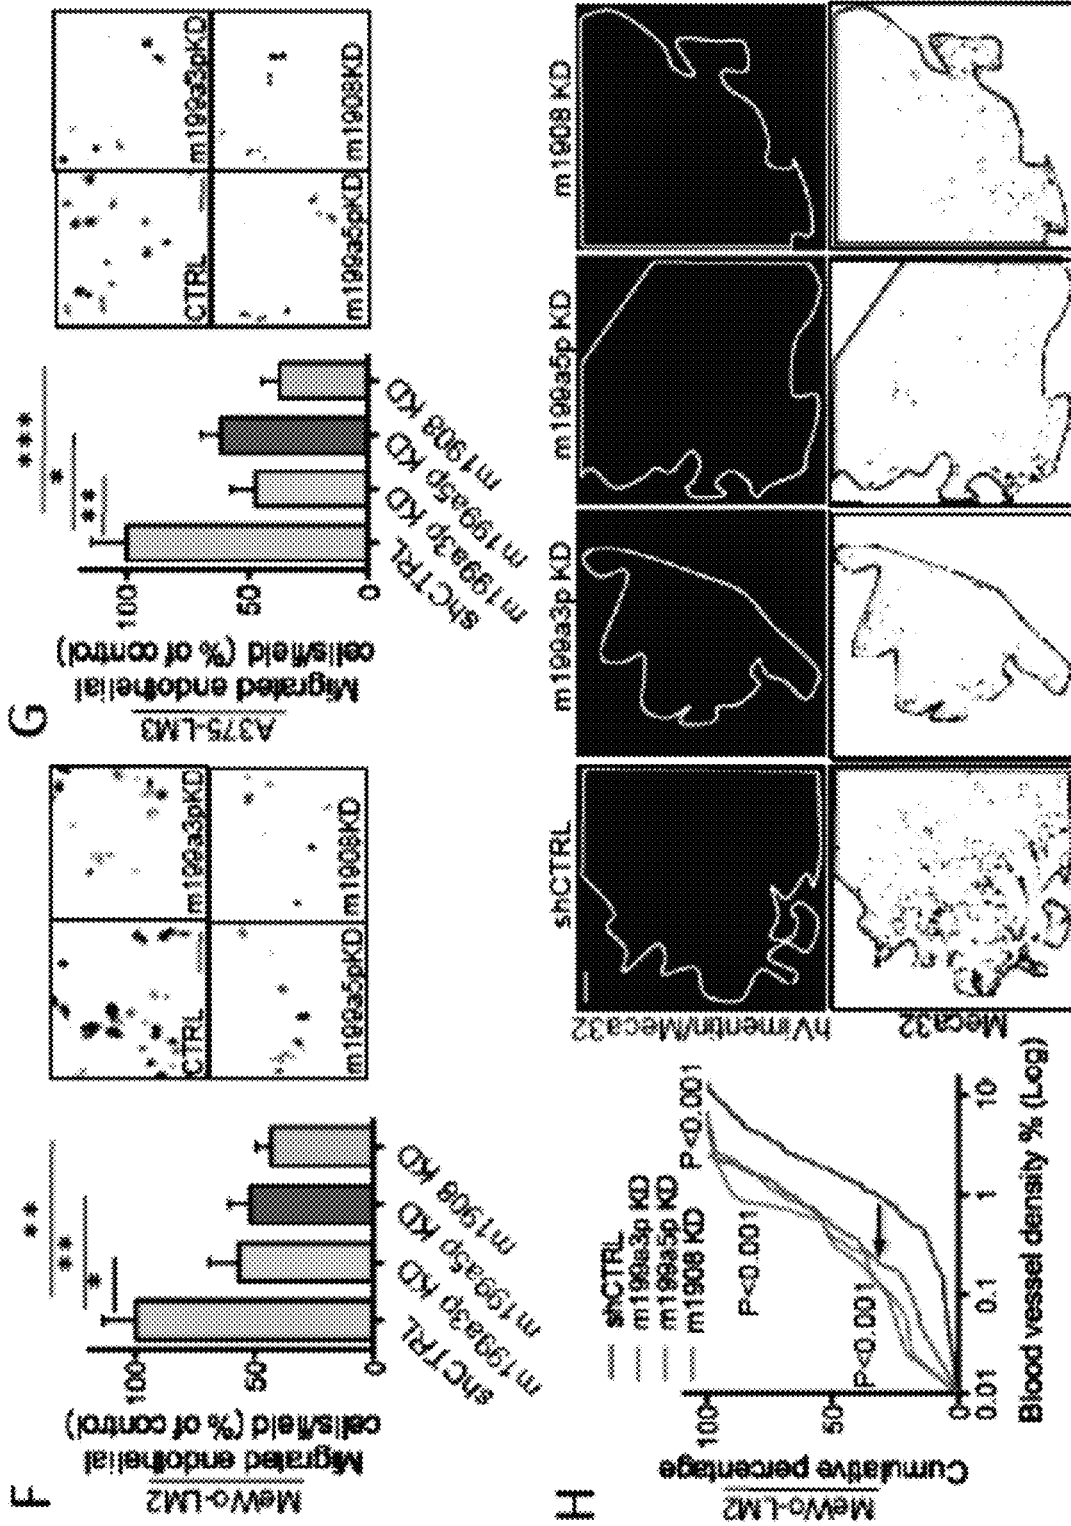 F
MeWo-LM2
Migrated endothelial
cells/field (% of control)
100
50
0
shCTRL
m199a3p KD
m199a5p KD
m1908 KD
*
**
**
CTRL
m199a3pKD
m199a5pKD
m1908KD
G
A375-LM3
Migrated endothelial
cells/field (% of control)
100
50
0
shCTRL
m199a3p KD
m199a5p KD
m1908 KD
**
*
***
CTRL
m199a3pKD
m199a5pKD
m1908KD
H
MeWo-LM2
Cumulative percentage
100
50
0
0.01
0.1
1
10
Blood vessel density % (Log)
shCTRL
m199a3p KD
m199a5p KD
m1908 KD
P<0.001
P<0.001
P<0.001
shCTRL
m199a3p KD
m199a5p KD
m1908 KD
hVimentin/Meca32
Meca32